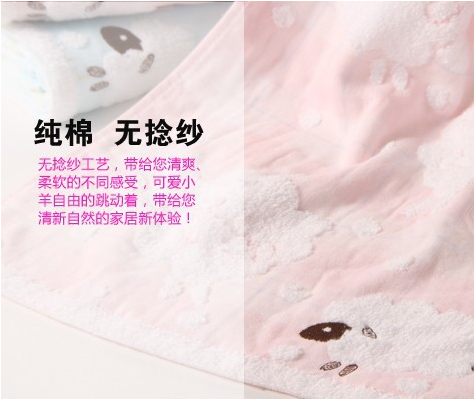 纯棉 无捻纱
无捻纱工艺，带给您清爽、
柔软的不同感受，可爱小
羊自由的跳动着，带给您
清新自然的家居新体验！